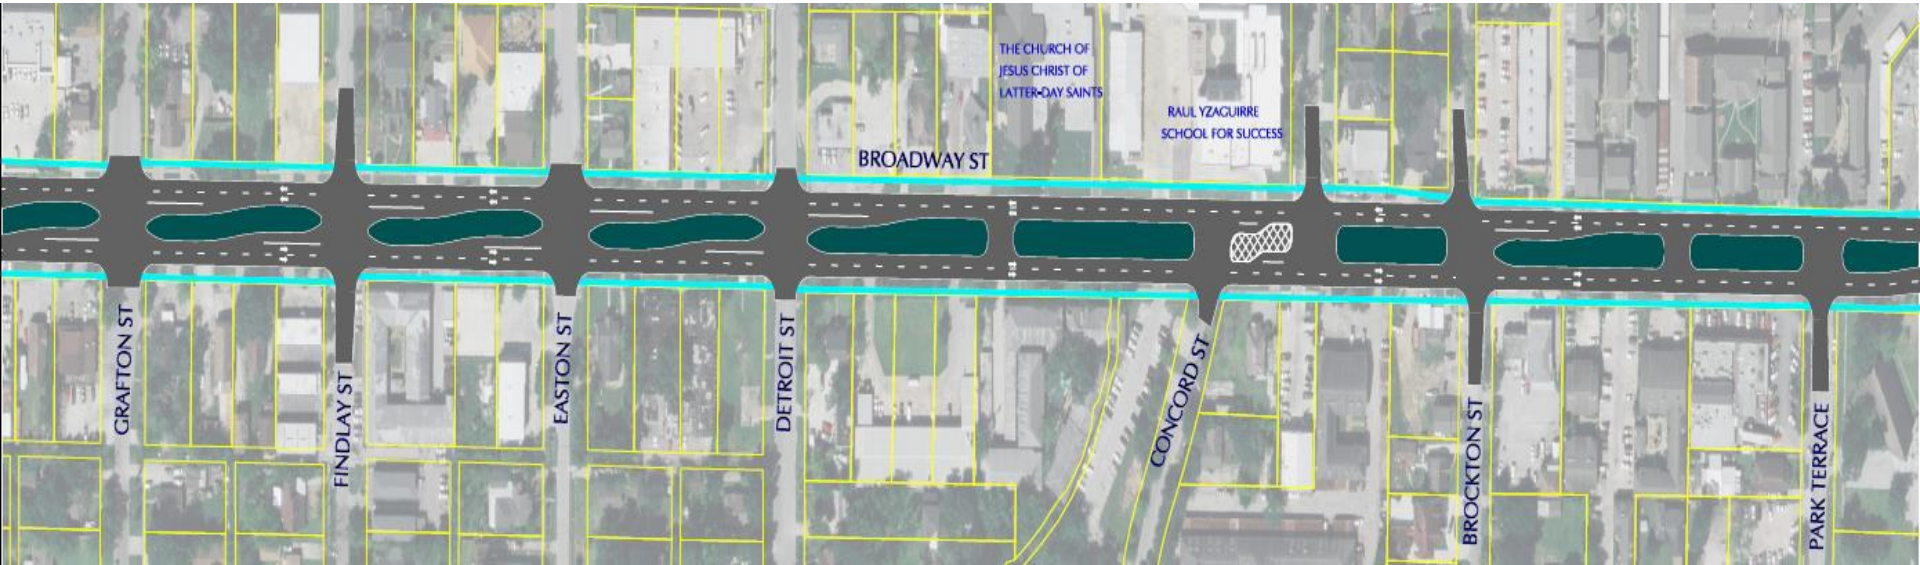 THE CHURCH OF
JESUS CHRIST OF
LATTER-DAY SAINTS
RAUL YZAGUIRRE
SCHOOL FOR SUCCESS
BROADWAY ST
GRAFTON ST
FINDLAY ST
EASTON ST
DETROIT ST
CONCORD ST
BROCKTON ST
PARK TERRACE